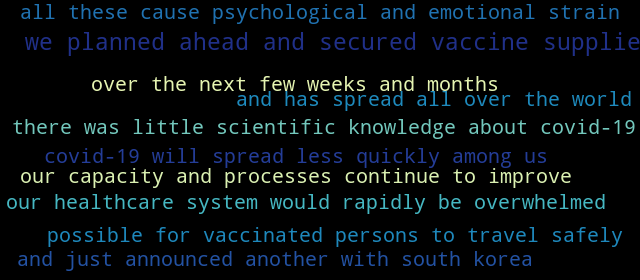 all these cause psychological and emotional strain
we planned ahead and secured vaccine supplie
over the next few weeks and months
and has spread all over the world
there was little scientific knowledge about covid-19
covid-19 will spread less quickly among us
our capacity and processes continue to improve
our healthcare system would rapidly be overwhelmed
possible for vaccinated persons to travel safely
and just announced another with south korea